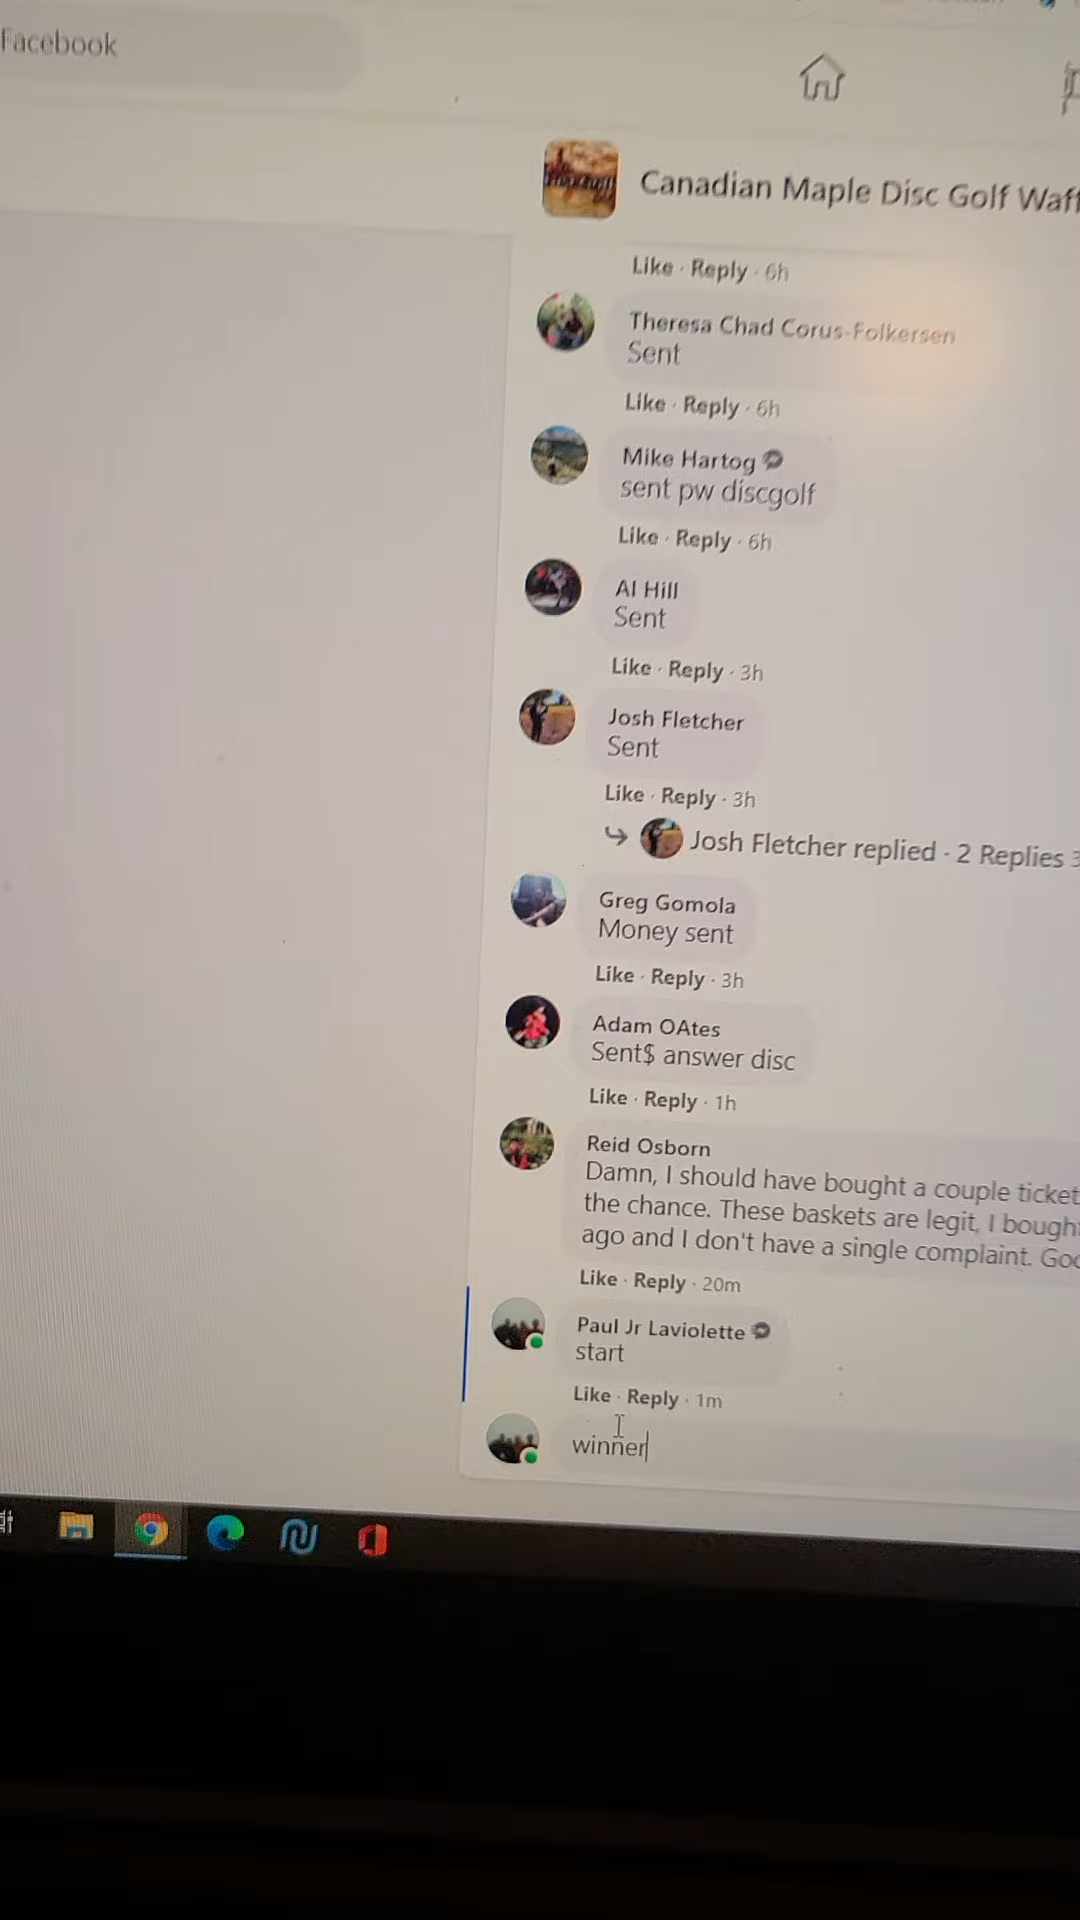 Facebook
Canadian Maple Disc Golf
Like · Reply · 6h
Theresa Chad Corus-Folkersen
Sent
Like · Reply · 6h
Mike Hartog
sent pw discgolf
Like · Reply · 6h
Al Hill
Sent
Like · Reply · 3h
Josh Fletcher
Sent
Like · Reply · 3h
Josh Fletcher replied · 2 Replies
Greg Gomola
Money sent
Like · Reply · 3h
Adam OAtes
Sent$ answer disc
Like · Reply · 1h
Reid Osborn
Damn, I should have bought a couple ticket
the chance. These baskets are legit, I bought
ago and I don't have a single complaint.
Like · Reply · 20m
Paul Jr Laviolette
start
Like · Reply · 1m
winner